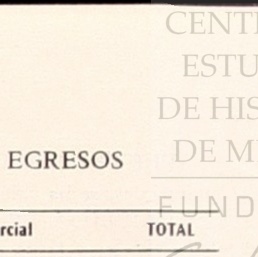 CENT
ESTU
DE HIS
DE M
EGRESOS
FUND
rcial TOTAL